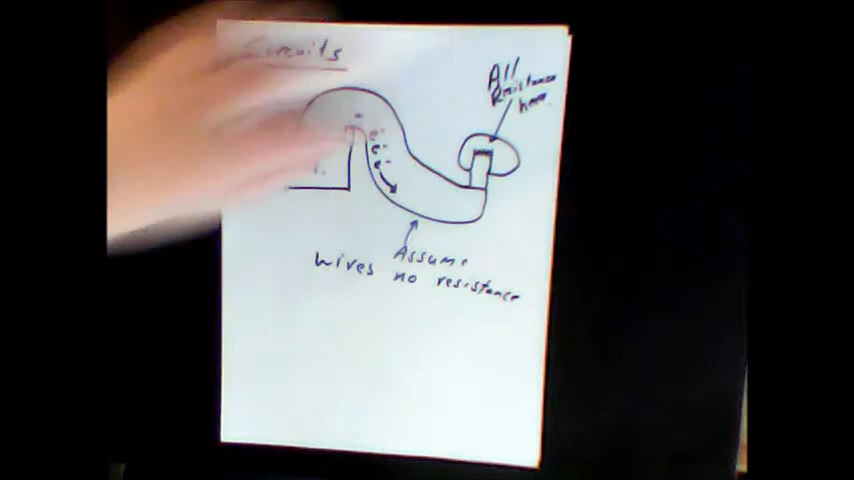 Circuits
All
Resistance
here.
-
e-
e-
e-
Assume
wires no resistance